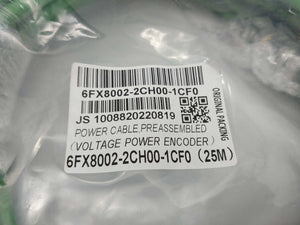 6FX8002-2CH00-1CF0
JS 1008820220819
POWER CABLE,PREASSEMBLED
(VOLTAGE POWER ENCODER)
6FX8002-2CH00-1CF0（25M）
ORIGINAL PACKING